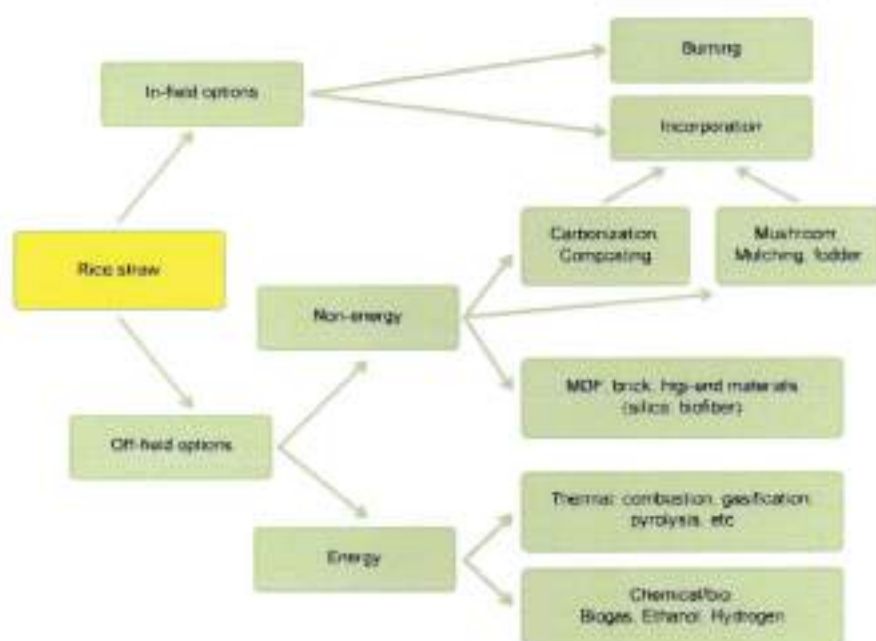 Burning
In-field options
Incorporation
Carbonization
Composting
Mushroom
Mulching, fodder
Rice straw
Non-energy
MDF, brick, higi-end materials
(silica, biofiber)
Off-field options
Thermal: combustion, gasification,
pyrolysis, etc
Energy
Chemical/bio
Biogas, Ethanol, Hydrogen